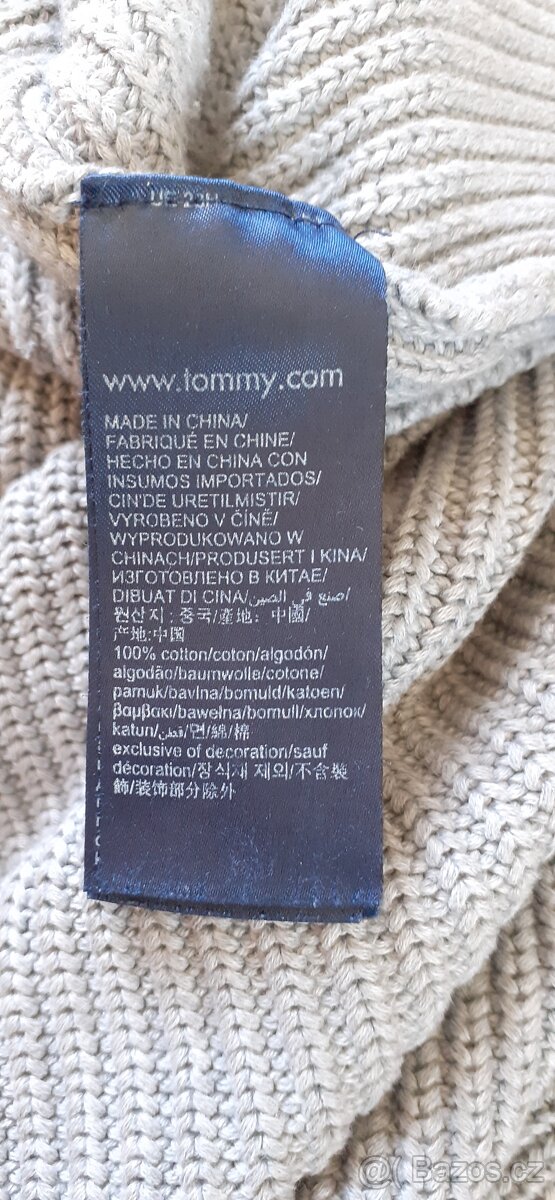 www.tommy.com
MADE IN CHINA/
FABRIQUÉ EN CHINE/
HECHO EN CHINA CON
INSUMOS IMPORTADOS/
CIN'DE URETILMISTIR/
VYROBENO V ČÍNĚ/
WYPRODUKOWANO W
CHINACH/PRODUSERT I KINA/
ИЗГОТОВЛЕНО В КИТАЕ/
DIBUAT DI CINA/صنع في الصين/
원산지 : 중국/產地：中國/
产地:中国
100% cotton/coton/algodón/
algodão/baumwolle/cotone/
pamuk/bavlna/bomuld/katoen/
βαμβακι/bawełna/bomull/хлопок/
katun/قطن/면/綿/棉
exclusive of decoration/sauf
décoration/장식재 제외/不含裝
飾/装饰部分除外
@ Bazos.cz